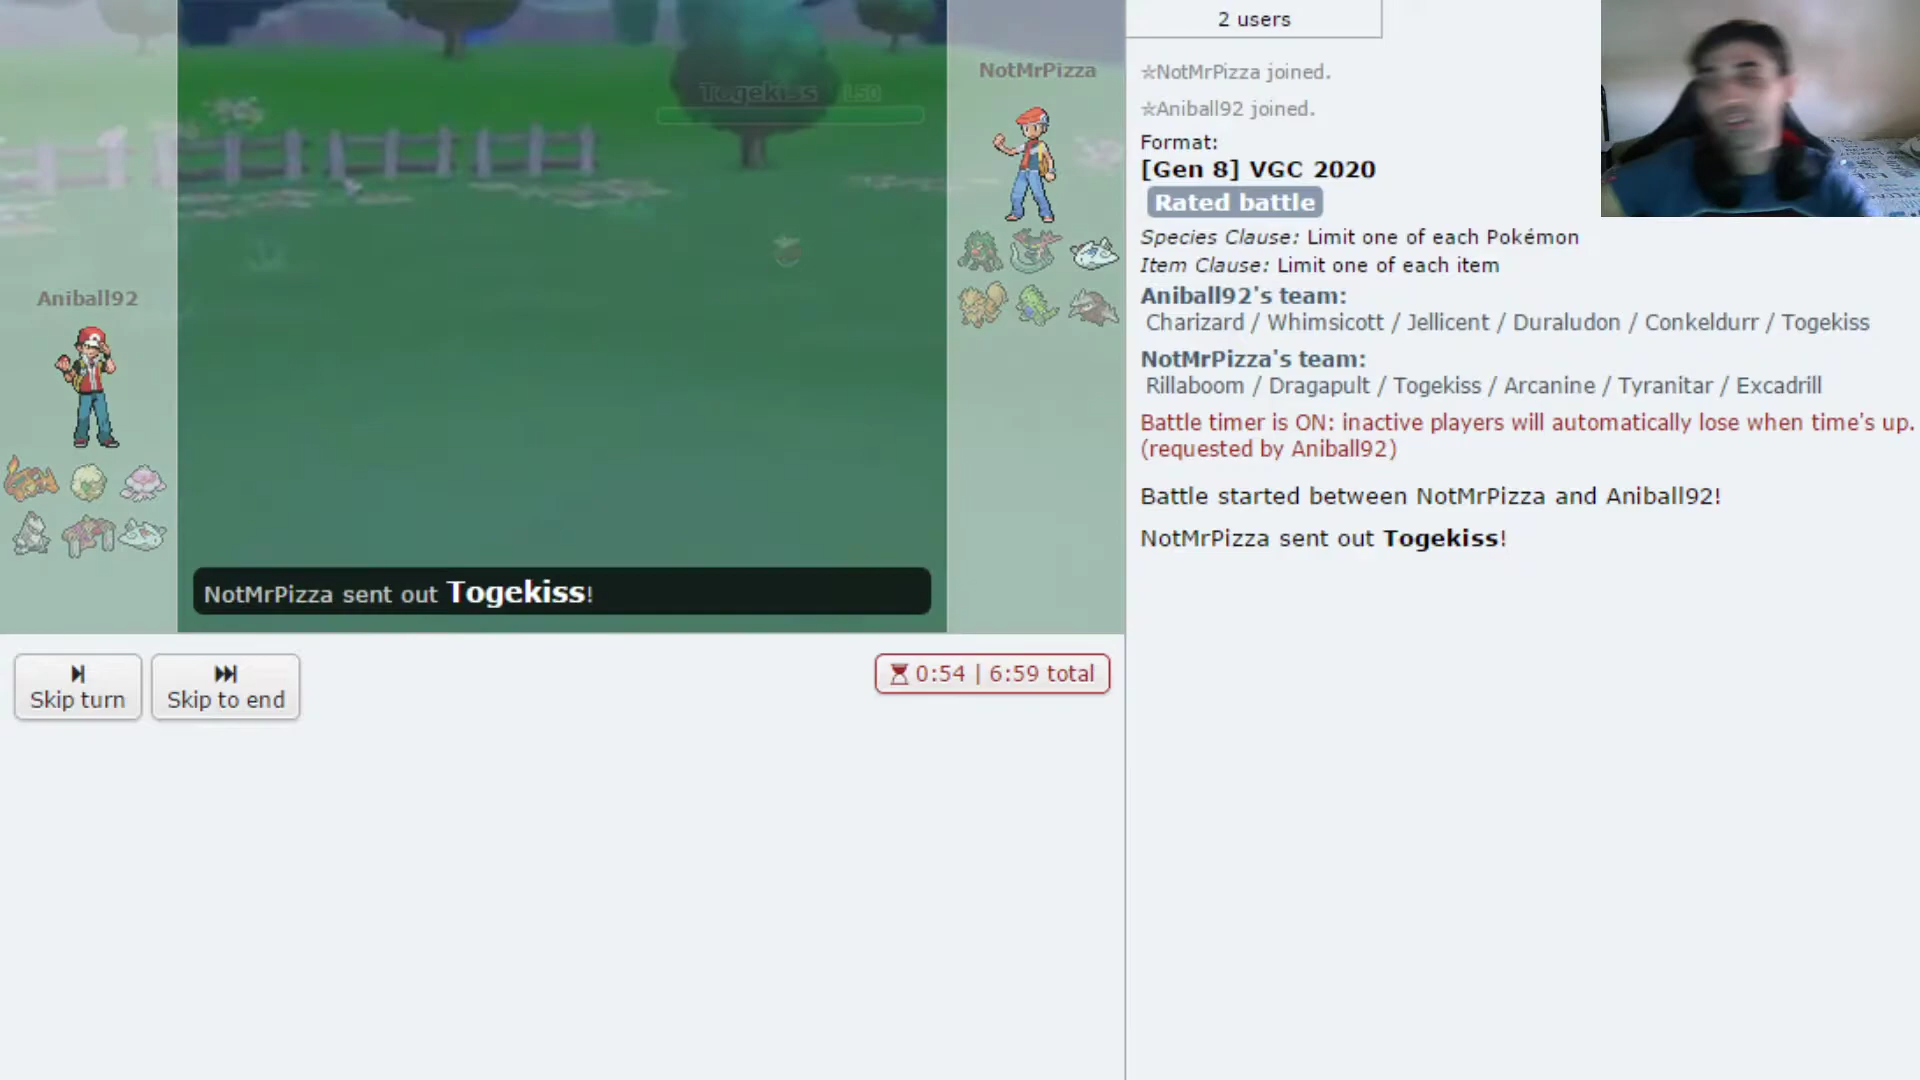 2 users
NotMrPizza
Togekiss L50
☆NotMrPizza joined.
☆Aniball92 joined.
Format:
[Gen 8] VGC 2020
Rated battle
Species Clause: Limit one of each Pokémon
Item Clause: Limit one of each item
Aniball92's team:
Charizard / Whimsicott / Jellicent / Duraludon / Conkeldurr / Togekiss
NotMrPizza's team:
Rillaboom / Dragapult / Togekiss / Arcanine / Tyranitar / Excadrill
Battle timer is ON: inactive players will automatically lose when time's up.
(requested by Aniball92)
Battle started between NotMrPizza and Aniball92!
NotMrPizza sent out Togekiss!
Aniball92
NotMrPizza sent out Togekiss!
Skip turn
Skip to end
0:54 | 6:59 total